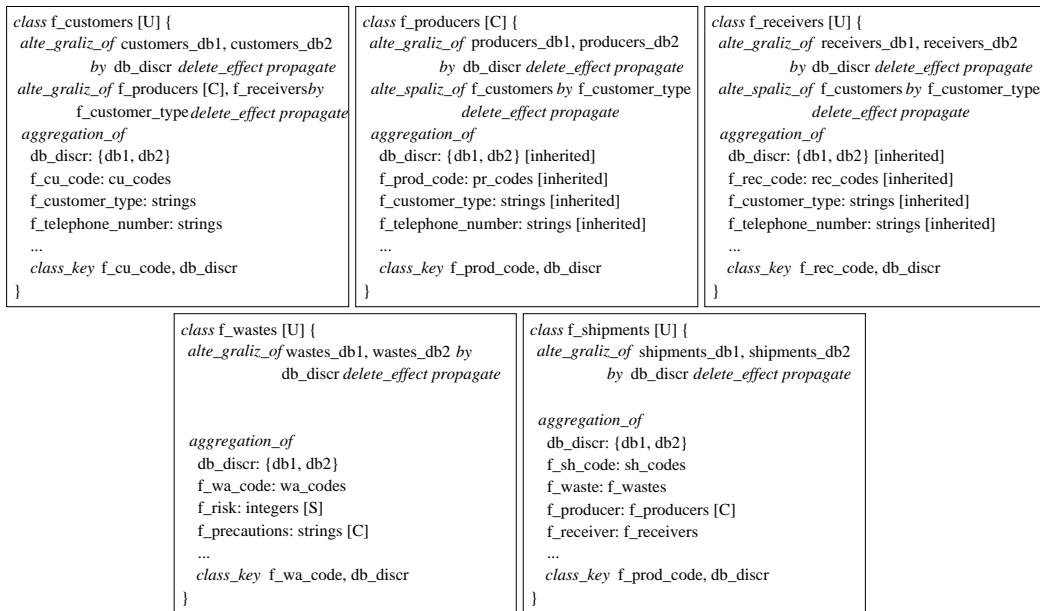 class f_customers [U] {
alte_graliz_of customers_db1, customers_db2
by db_discr delete_effect propagate
alte_graliz_of f_producers [C], f_receivers by
f_customer_type delete_effect propagate
aggregation_of
db_discr: {db1, db2}
f_cu_code: cu_codes
f_customer_type: strings
f_telephone_number: strings
...
class_key f_cu_code, db_discr
}
class f_producers [C] {
alte_graliz_of producers_db1, producers_db2
by db_discr delete_effect propagate
alte_spaliz_of f_customers by f_customer_type
delete_effect propagate
aggregation_of
db_discr: {db1, db2} [inherited]
f_prod_code: pr_codes [inherited]
f_customer_type: strings [inherited]
f_telephone_number: strings [inherited]
...
class_key f_prod_code, db_discr
}
class f_receivers [U] {
alte_graliz_of receivers_db1, receivers_db2
by db_discr delete_effect propagate
alte_spaliz_of f_customers by f_customer_type
delete_effect propagate
aggregation_of
db_discr: {db1, db2} [inherited]
f_rec_code: rec_codes [inherited]
f_customer_type: strings [inherited]
f_telephone_number: strings [inherited]
...
class_key f_rec_code, db_discr
}
class f_wastes [U] {
alte_graliz_of wastes_db1, wastes_db2 by
db_discr delete_effect propagate
aggregation_of
db_discr: {db1, db2}
f_wa_code: wa_codes
f_risk: integers [S]
f_precautions: strings [C]
...
class_key f_wa_code, db_discr
}
class f_shipments [U] {
alte_graliz_of shipments_db1, shipments_db2
by db_discr delete_effect propagate
aggregation_of
db_discr: {db1, db2}
f_sh_code: sh_codes
f_waste: f_wastes
f_producer: f_producers [C]
f_receiver: f_receivers
...
class_key f_prod_code, db_discr
}